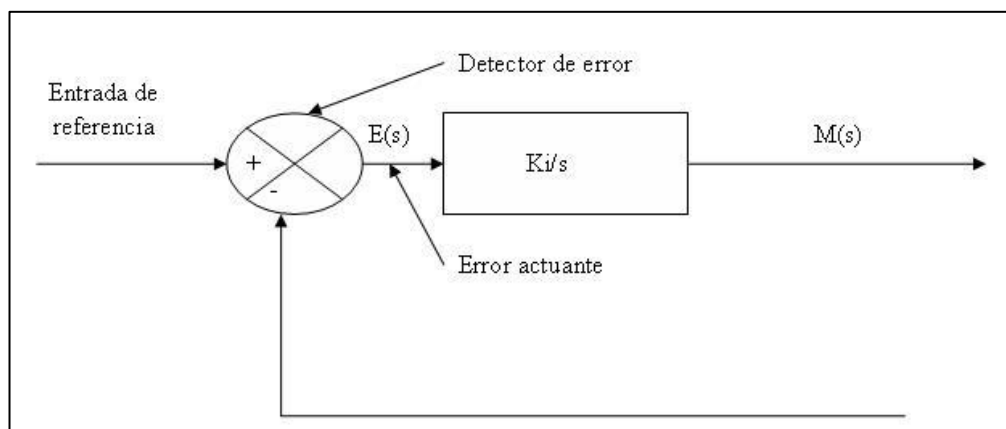 Detector de error
Entrada de
referencia
E(s)
M(s)
+
Ki/s
-
Error actuante